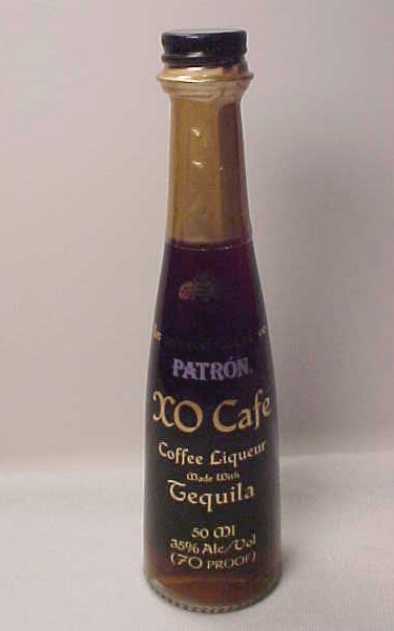 PATRÓN
XO Cafe
Coffee Liqueur
Made With
Tequila
50 Ml
35% Alc/Vol
(70 PROOF)